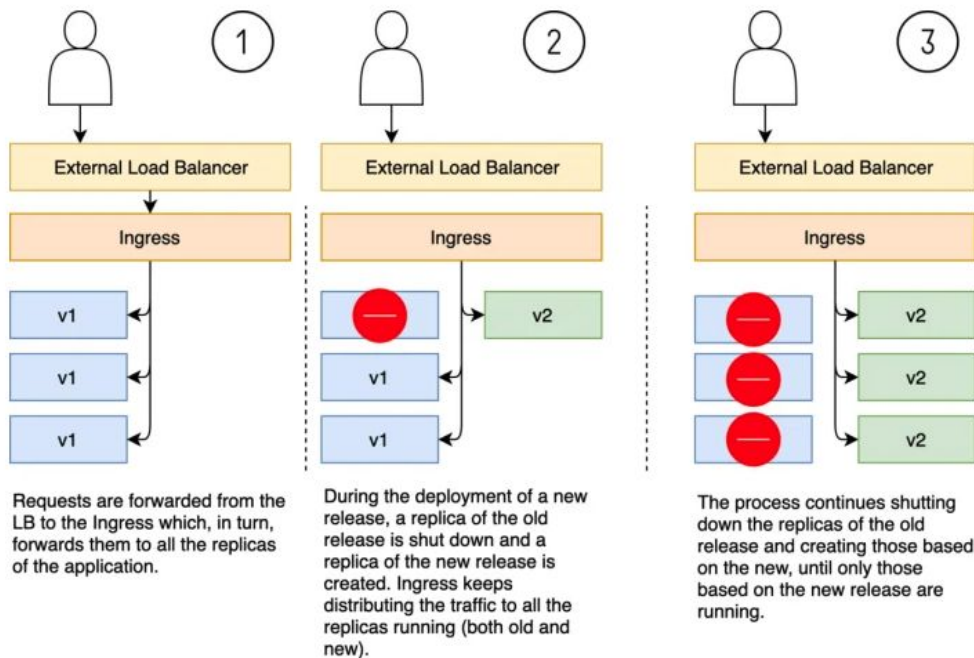 1
External Load Balancer
Ingress
v1
v1
v1
Requests are forwarded from the
LB to the Ingress which, in turn,
forwards them to all the replicas
of the application.
2
External Load Balancer
Ingress
v2
v1
v1
During the deployment of a new
release, a replica of the old
release is shut down and a
replica of the new release is
created. Ingress keeps
distributing the traffic to all the
replicas running (both old and
new).
3
External Load Balancer
Ingress
v2
v2
v2
The process continues shutting
down the replicas of the old
release and creating those based
on the new, until only those
based on the new release are
running.